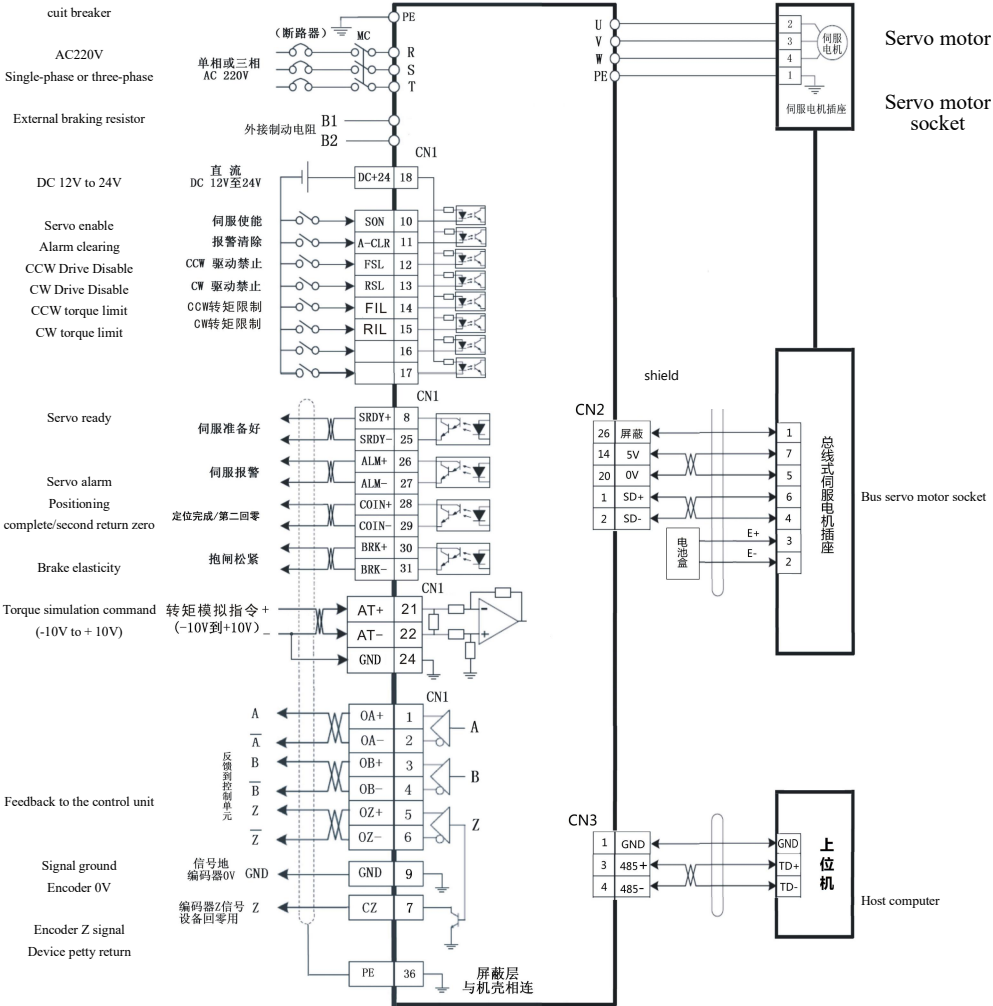 cuit breaker
AC220V
Single-phase or three-phase
External braking resistor
DC 12V to 24V
Servo enable
Alarm clearing
CCW Drive Disable
CW Drive Disable
CCW torque limit
CW torque limit
Servo ready
Servo alarm
Positioning
complete/second return zero
Brake elasticity
Torque simulation command
(-10V to + 10V)
Feedback to the control unit
Signal ground
Encoder 0V
Encoder Z signal
Device petty return
PE
(断路器) MC
R
单相或三相
AC 220V
S
T
外接制动电阻
B1
B2
CN1
直 流
DC 12V至24V
DC+24 18
伺服使能 SON 10
报警清除 A-CLR 11
CCW 驱动禁止 FSL 12
CW 驱动禁止 RSL 13
CCW转矩限制 FIL 14
CW转矩限制 RIL 15
16
17
CN1
伺服准备好
SRDY+ 8
SRDY- 25
伺服报警
ALM+ 26
ALM- 27
定位完成/第二回零
COIN+ 28
COIN- 29
抱闸松紧
BRK+ 30
BRK- 31
CN1
转矩模拟指令+
(-10V到+10V) -
AT+ 21
AT- 22
GND 24
- 
+
CN1
反馈到控制单元
A OA+ 1
A OA- 2
A
B OB+ 3
B OB- 4
B
Z OZ+ 5
Z OZ- 6
Z
信号地
编码器0V GND GND 9
编码器Z信号 Z CZ 7
设备回零用
PE 36
屏蔽层
与机壳相连
U
V
W
PE
2
3
4
1
伺服
电机
伺服电机插座
Servo motor
Servo motor
socket
shield
CN2
26 屏蔽 1
14 5V 7
20 0V 5
1 SD+ 6
2 SD- 4
电池盒
E+ 3
E- 2
总线式伺服电机插座
Bus servo motor socket
CN3
1 GND GND
3 485+ TD+
4 485- TD-
上位机
Host computer